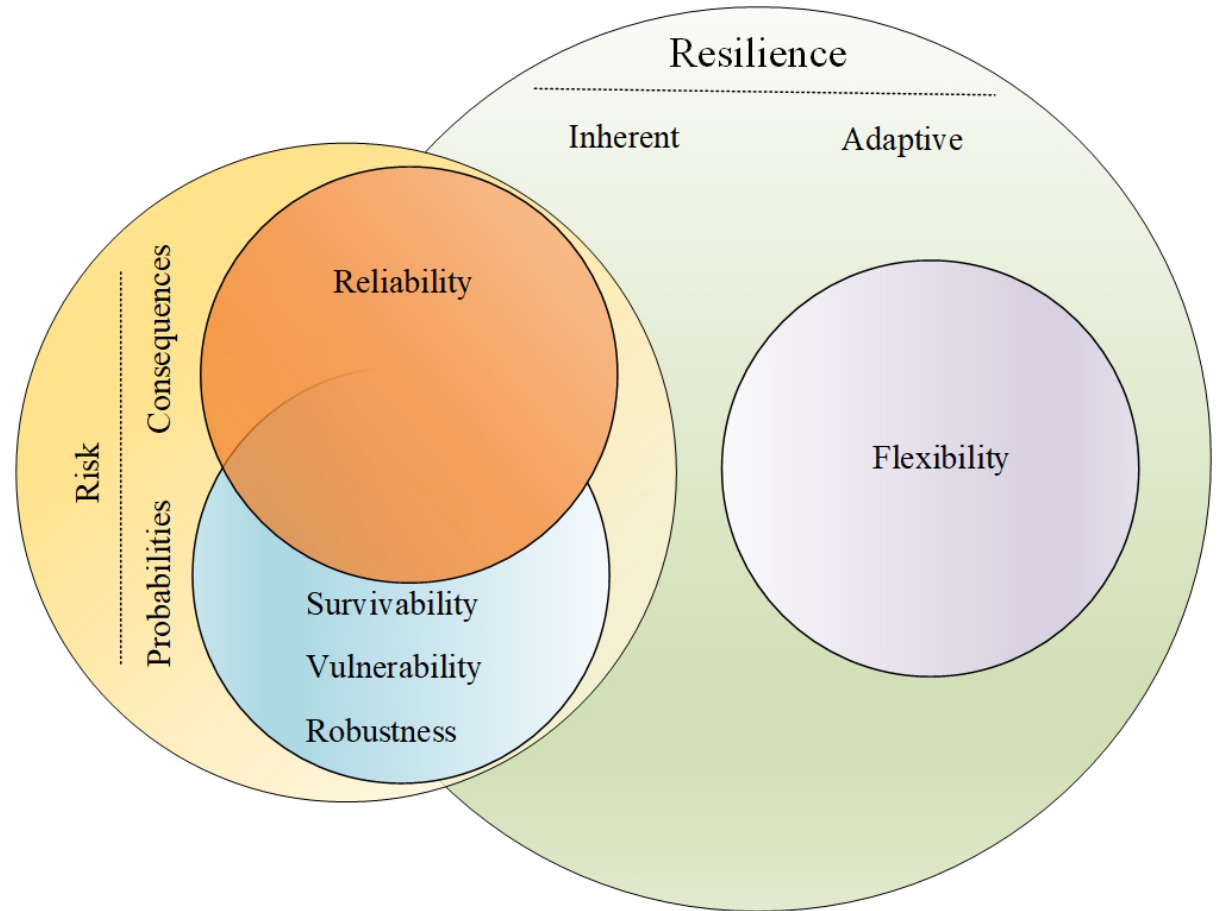 Resilience
Inherent
Adaptive
Reliability
Consequences
Risk
Probabilities
Flexibility
Survivability
Vulnerability
Robustness